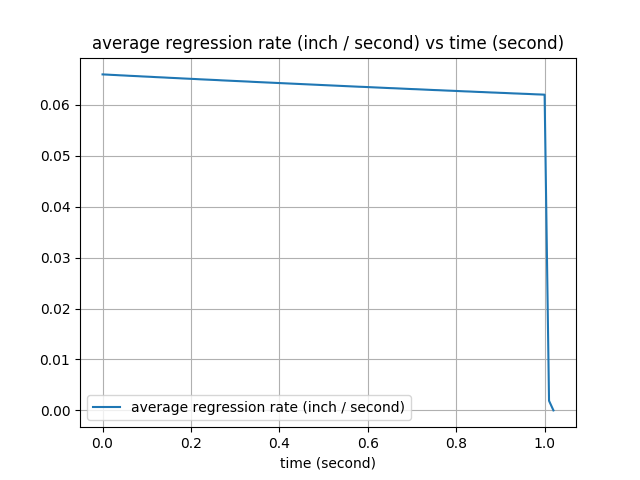 average regression rate (inch / second) vs time (second)
0.06
0.05
0.04
0.03
0.02
0.01
0.00
average regression rate (inch / second)
0.0 0.2 0.4 0.6 0.8 1.0
time (second)